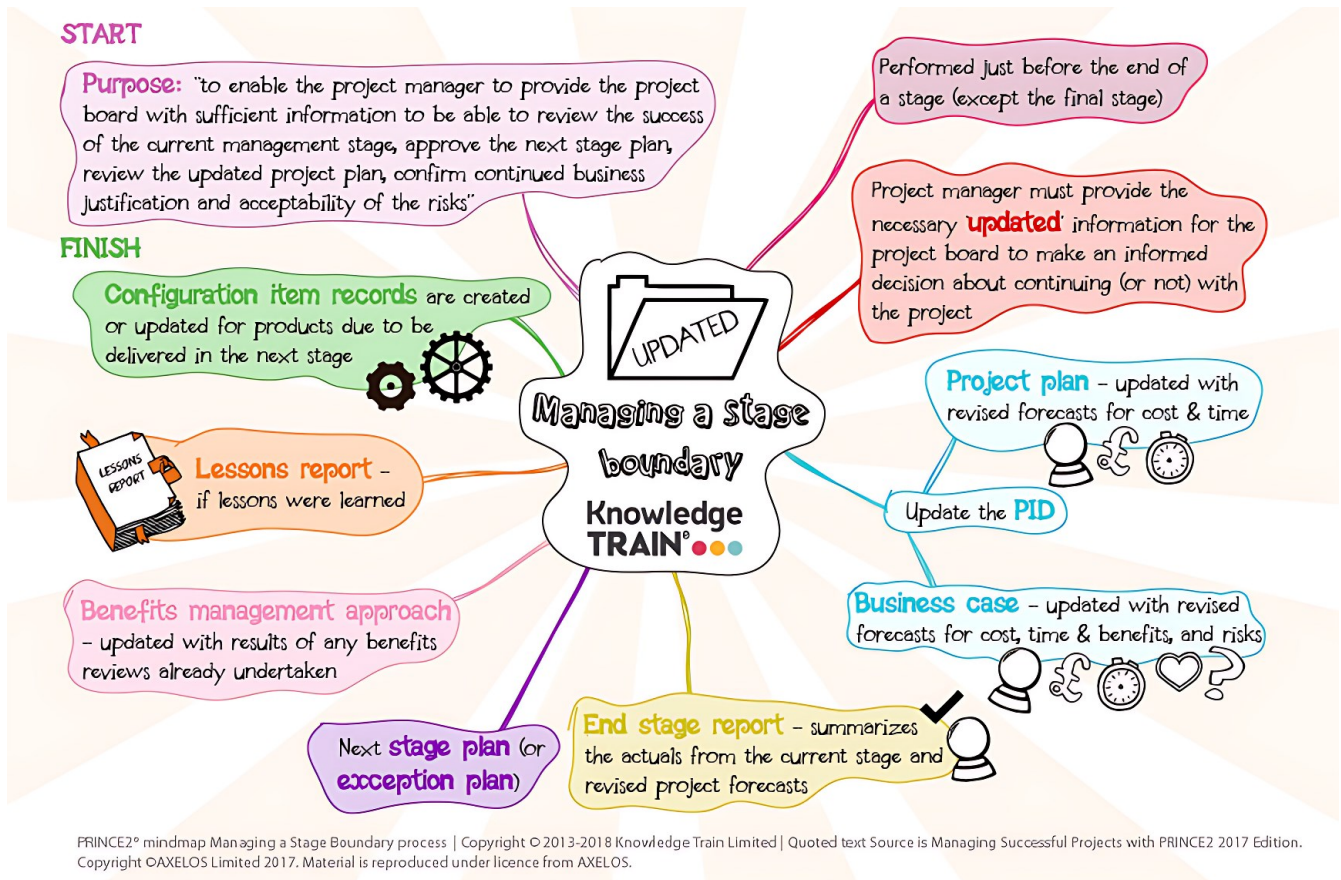 START
Purpose: "to enable the project manager to provide the project
board with sufficient information to be able to review the success
of the current management stage, approve the next stage plan,
review the updated project plan, confirm continued business
justification and acceptability of the risks"
Performed just before the end of
a stage (except the final stage)
Project manager must provide the
necessary 'updated' information for the
project board to make an informed
decision about continuing (or not) with
the project
Project plan – updated with
revised forecasts for cost & time
£
Update the PID
Business case – updated with revised
forecasts for cost, time & benefits, and risks
£ ?
End stage report – summarizes
the actuals from the current stage and
revised project forecasts
Next stage plan (or
exception plan)
Benefits management approach
– updated with results of any benefits
reviews already undertaken
LESSONS
REPORT
Lessons report –
if lessons were learned
FINISH
Configuration item records are created
or updated for products due to be
delivered in the next stage
UPDATED
Managing a Stage
boundary
Knowledge
TRAIN®
PRINCE2® mindmap Managing a Stage Boundary process | Copyright © 2013-2018 Knowledge Train Limited | Quoted text Source is Managing Successful Projects with PRINCE2 2017 Edition.
Copyright ©AXELOS Limited 2017. Material is reproduced under licence from AXELOS.